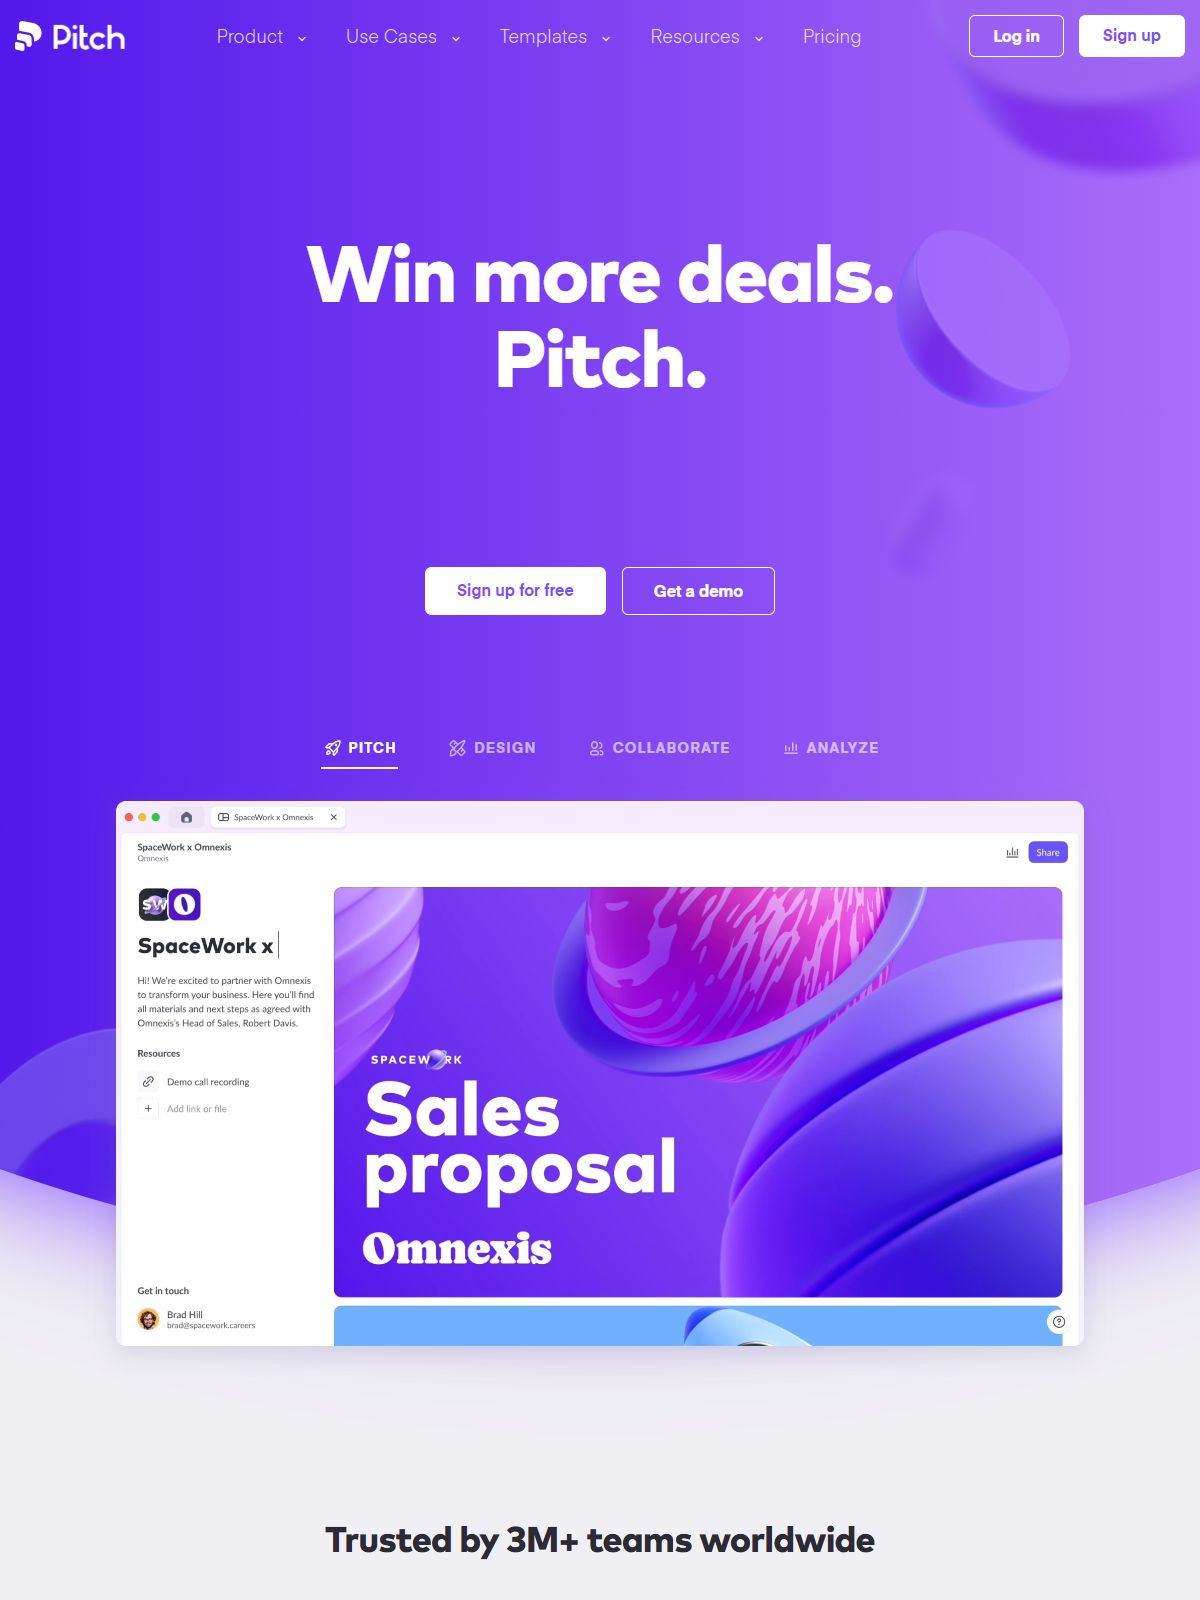 Pitch
Product
Use Cases
Templates
Resources
Pricing
Log in
Sign up
Win more deals.
Pitch.
Sign up for free
Get a demo
PITCH
DESIGN
COLLABORATE
ANALYZE
SpaceWork x Omnexis
SpaceWork x Omnexis
Omnexis
Share
SW
SpaceWork x
Hi! We're excited to partner with Omnexis
to transform your business. Here you'll find
all materials and next steps as agreed with
Omnexis's Head of Sales, Robert Davis.
Resources
Demo call recording
+ Add link or file
Get in touch
Brad Hill
brad@spacework.careers
SPACEWORK
Sales
proposal
Omnexis
Trusted by 3M+ teams worldwide